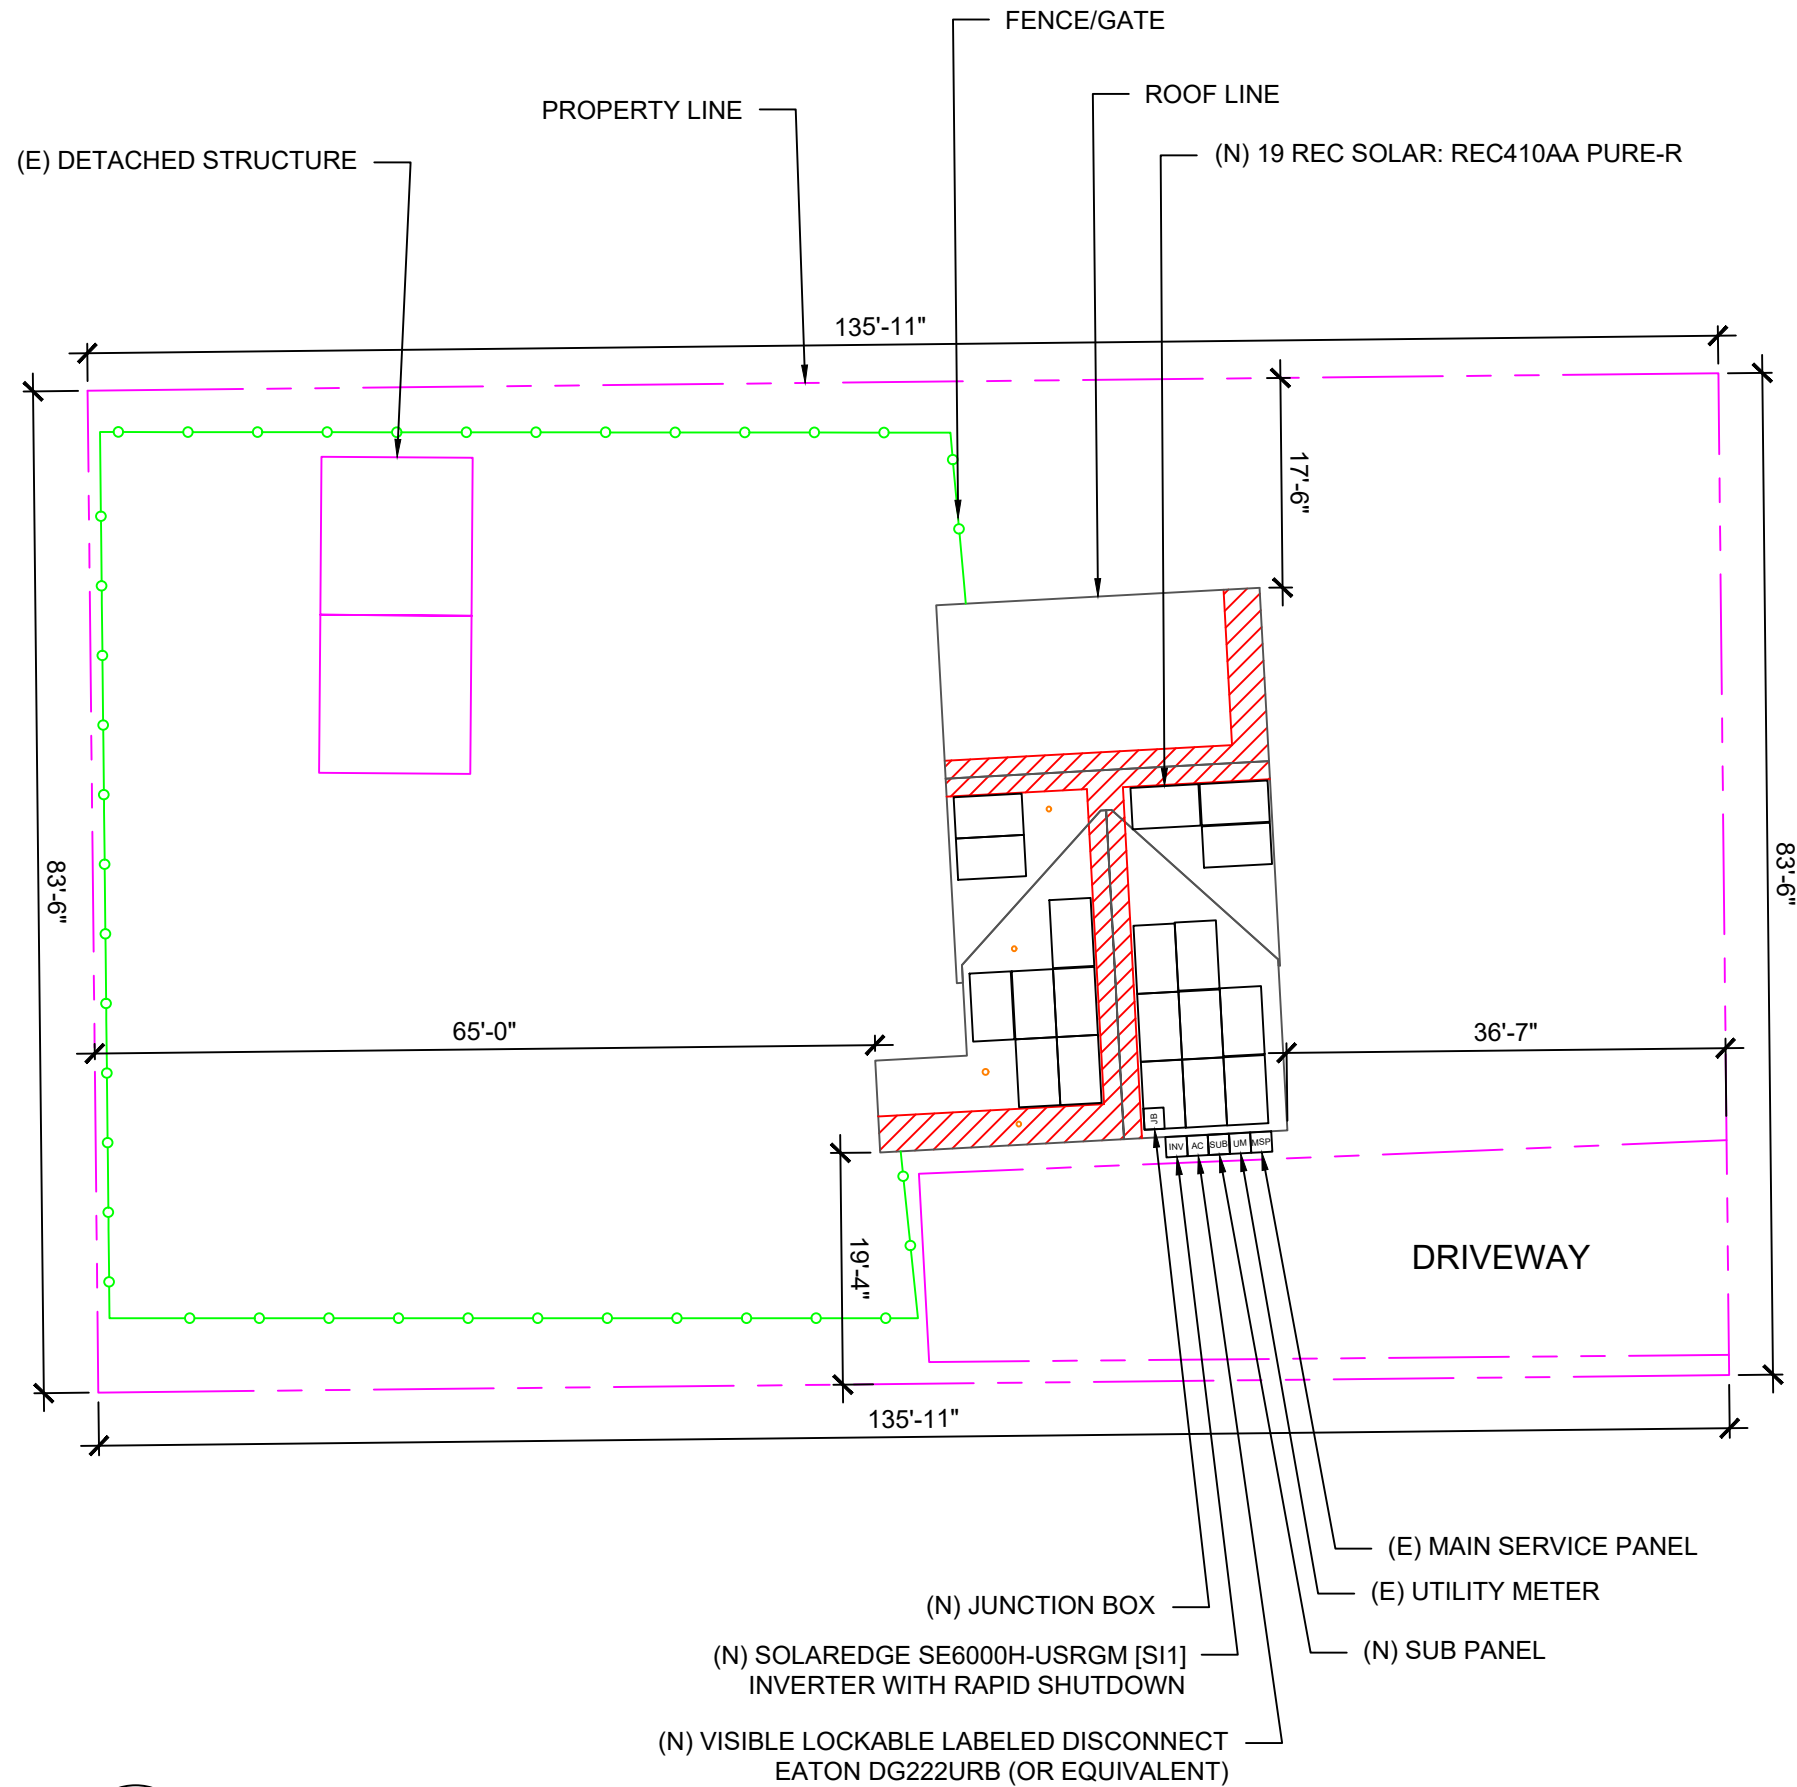 FENCE/GATE
ROOF LINE
PROPERTY LINE
(N) 19 REC SOLAR: REC410AA PURE-R
(E) DETACHED STRUCTURE
135'-11"
17'-6"
83'-6"
83'-6"
65'-0"
36'-7"
JB
INV AC SUB UM MSP
19'-4"
DRIVEWAY
135'-11"
(E) MAIN SERVICE PANEL
(E) UTILITY METER
(N) JUNCTION BOX
(N) SUB PANEL
(N) SOLAREDGE SE6000H-USRGM [SI1]
INVERTER WITH RAPID SHUTDOWN
(N) VISIBLE LOCKABLE LABELED DISCONNECT
EATON DG222URB (OR EQUIVALENT)